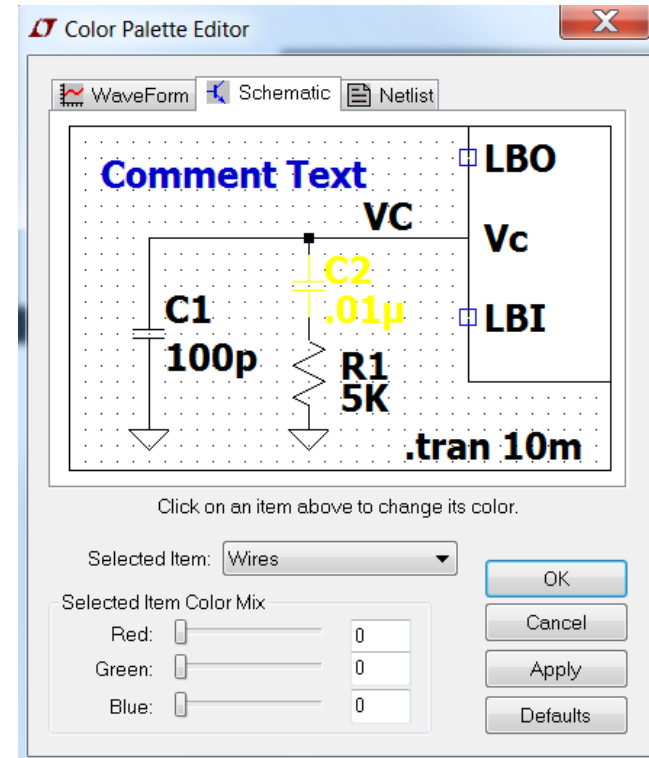 Color Palette Editor
WaveForm Schematic Netlist
Comment Text
LBO
VC
Vc
C2
.01µ
C1
100p
LBI
R1
5K
.tran 10m
Click on an item above to change its color.
Selected Item: Wires
Selected Item Color Mix
Red: 0
Green: 0
Blue: 0
OK
Cancel
Apply
Defaults